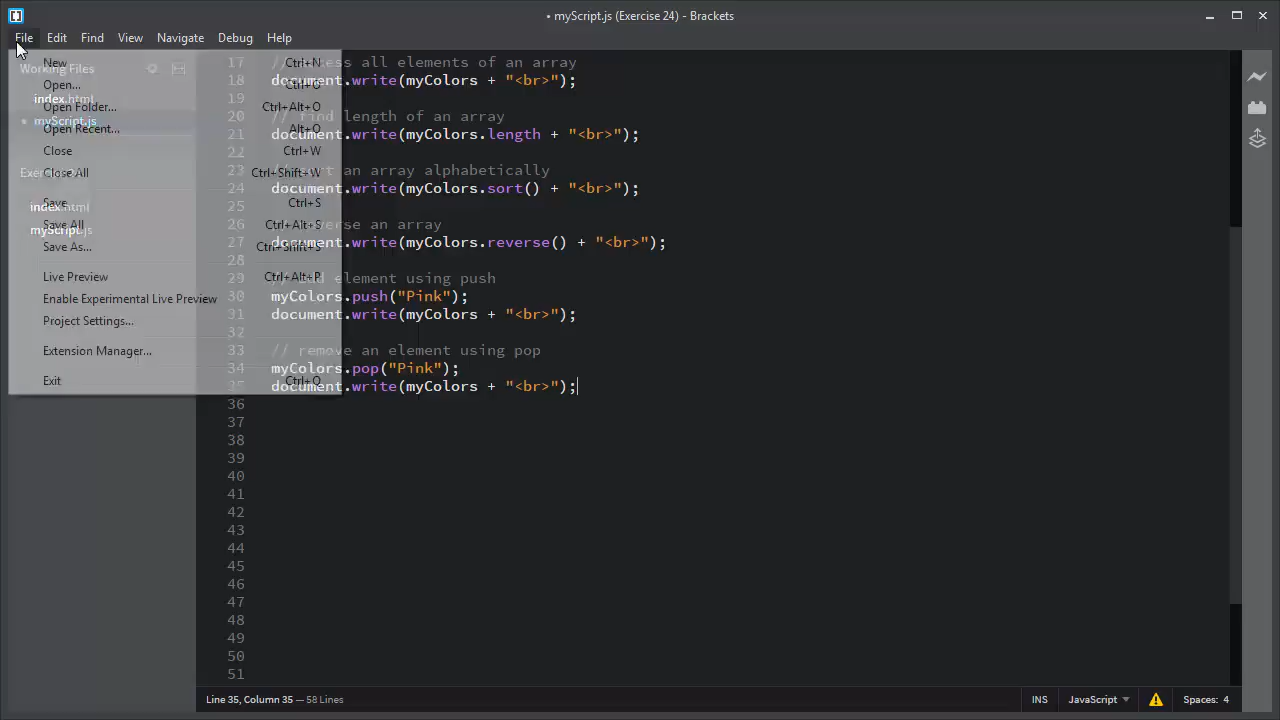 • myScript.js (Exercise 24) - Brackets
File Edit Find View Navigate Debug Help
Working Files
index.html
• myScript.js
index.html
myScript.js
New Ctrl+N
Open... Ctrl+O
Open Folder... Ctrl+Alt+O
Open Recent... Alt+O
Close Ctrl+W
Close All Ctrl+Shift+W
Save Ctrl+S
Save All Ctrl+Alt+S
Save As... Ctrl+Shift+S
Live Preview Ctrl+Alt+P
Enable Experimental Live Preview
Project Settings...
Extension Manager...
Exit Ctrl+Q
17 // all elements of an array
18 document.write(myColors + "<br>");
19
20 // find length of an array
21 document.write(myColors.length + "<br>");
22
23 // an array alphabetically
24 document.write(myColors.sort() + "<br>");
25
26 // an array
27 document.write(myColors.reverse() + "<br>");
28
29 // element using push
30 myColors.push("Pink");
31 document.write(myColors + "<br>");
32
33 // remove an element using pop
34 myColors.pop("Pink");
35 document.write(myColors + "<br>");
36
37
38
39
40
41
42
43
44
45
46
47
48
49
50
51
Line 35, Column 35 — 58 Lines
INS JavaScript Spaces: 4